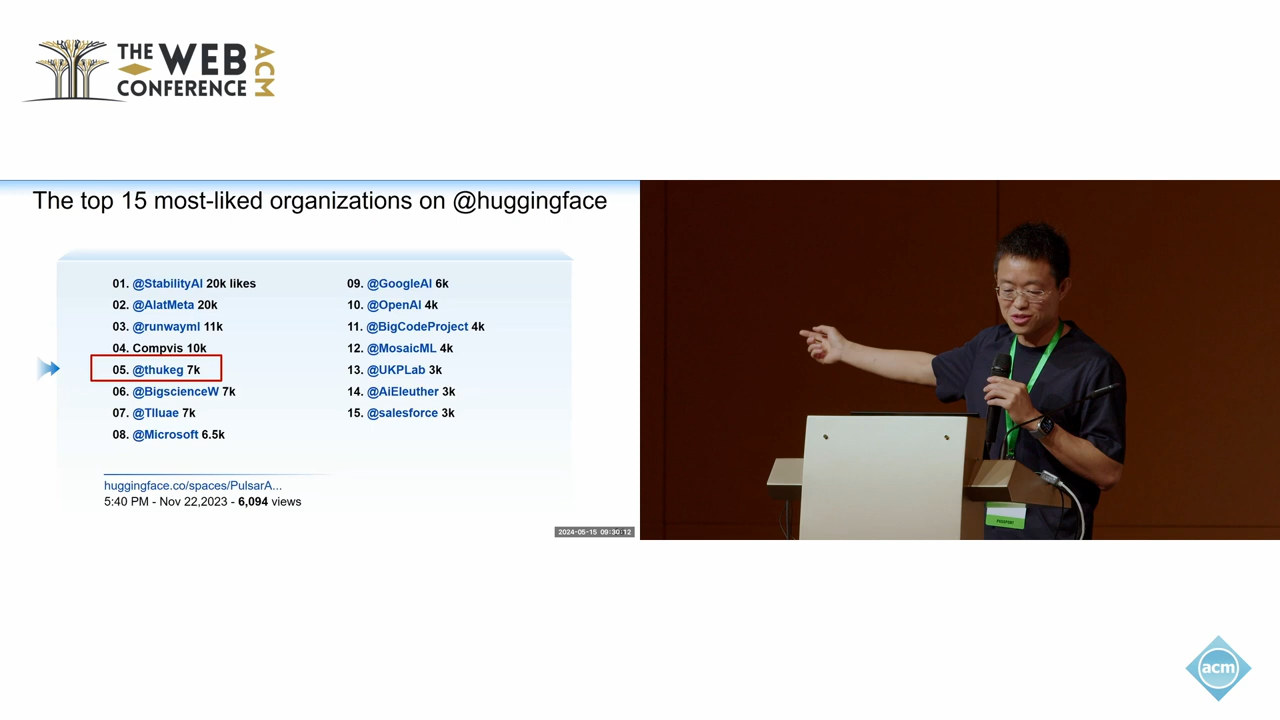 THE WEB
CONFERENCE
ACM
The top 15 most-liked organizations on @huggingface
01. @StabilityAI 20k likes
02. @AIatMeta 20k
03. @runwayml 11k
04. Compvis 10k
05. @thukeg 7k
06. @BigscienceW 7k
07. @TIIuae 7k
08. @Microsoft 6.5k
09. @GoogleAI 6k
10. @OpenAI 4k
11. @BigCodeProject 4k
12. @MosaicML 4k
13. @UKPLab 3k
14. @AiEleuther 3k
15. @salesforce 3k
huggingface.co/spaces/PulsarA...
5:40 PM - Nov 22,2023 - 6,094 views
2024-05-15 09:30:12
acm